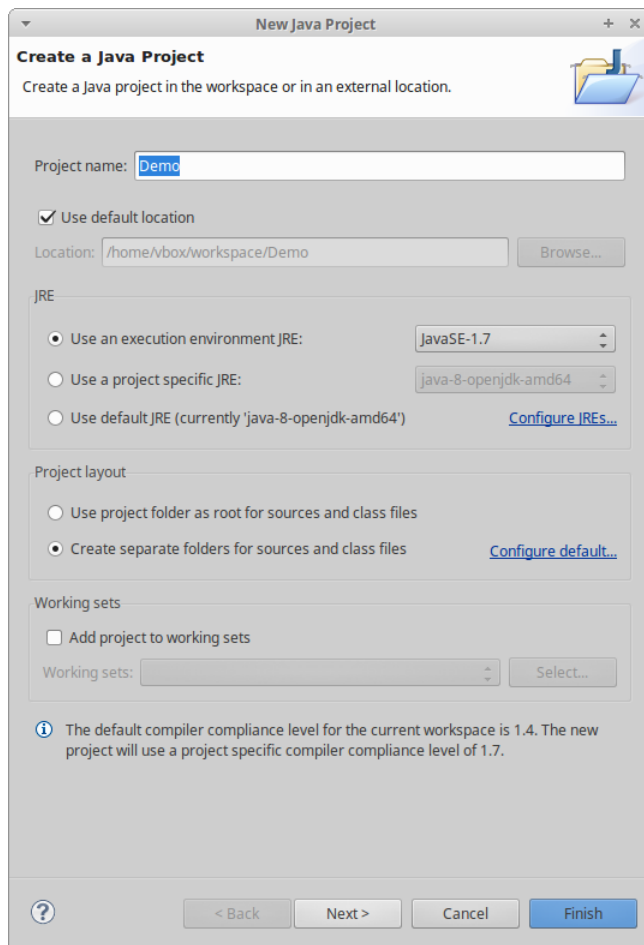 New Java Project
Create a Java Project
Create a Java project in the workspace or in an external location.
Project name: Demo
Use default location
Location: /home/vbox/workspace/Demo Browse...
JRE
Use an execution environment JRE: JavaSE-1.7
Use a project specific JRE: java-8-openjdk-amd64
Use default JRE (currently 'java-8-openjdk-amd64') Configure JREs...
Project layout
Use project folder as root for sources and class files
Create separate folders for sources and class files Configure default...
Working sets
Add project to working sets
Working sets: Select...
The default compiler compliance level for the current workspace is 1.4. The new
project will use a project specific compiler compliance level of 1.7.
? < Back Next > Cancel Finish